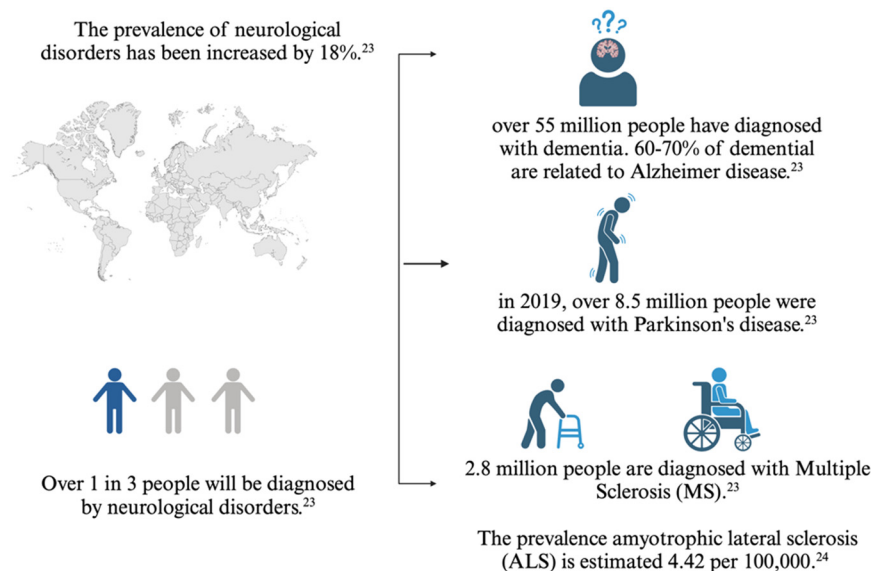 The prevalence of neurological
disorders has been increased by 18%.23
Over 1 in 3 people will be diagnosed
by neurological disorders.23
???
over 55 million people have diagnosed
with dementia. 60-70% of demential
are related to Alzheimer disease.23
in 2019, over 8.5 million people were
diagnosed with Parkinson's disease.23
2.8 million people are diagnosed with Multiple
Sclerosis (MS).23
The prevalence amyotrophic lateral sclerosis
(ALS) is estimated 4.42 per 100,000.24